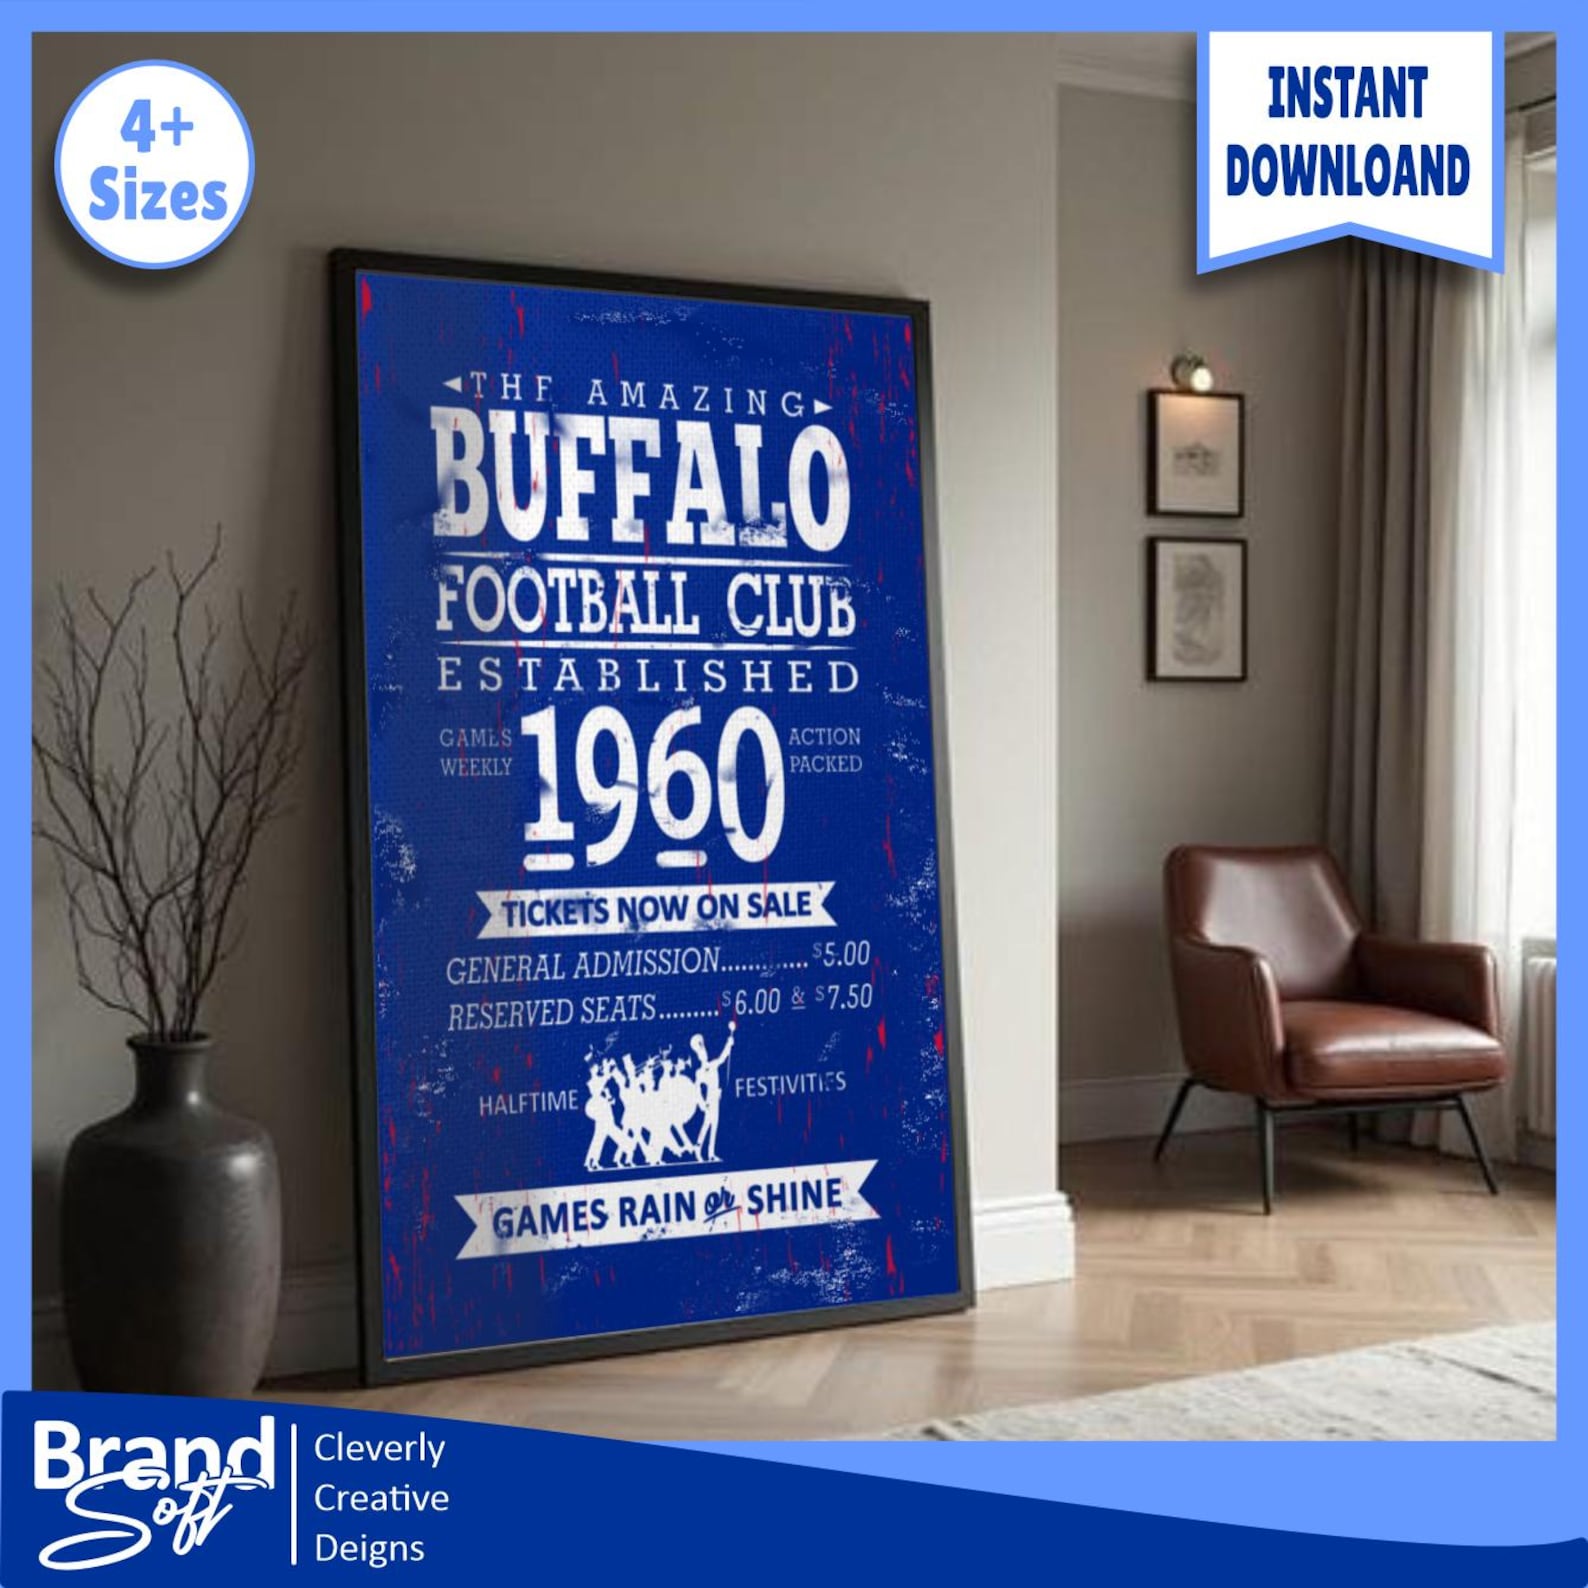 4+
Sizes
INSTANT
DOWNLOAND
THE AMAZING
BUFFALO
FOOTBALL CLUB
ESTABLISHED
GAMES
WEEKLY
1960
ACTION
PACKED
TICKETS NOW ON SALE
GENERAL ADMISSION............. $5.00
RESERVED SEATS.........$6.00 & $7.50
HALFTIME FESTIVITIES
GAMES RAIN or SHINE
Brand
Soft
Cleverly
Creative
Deigns